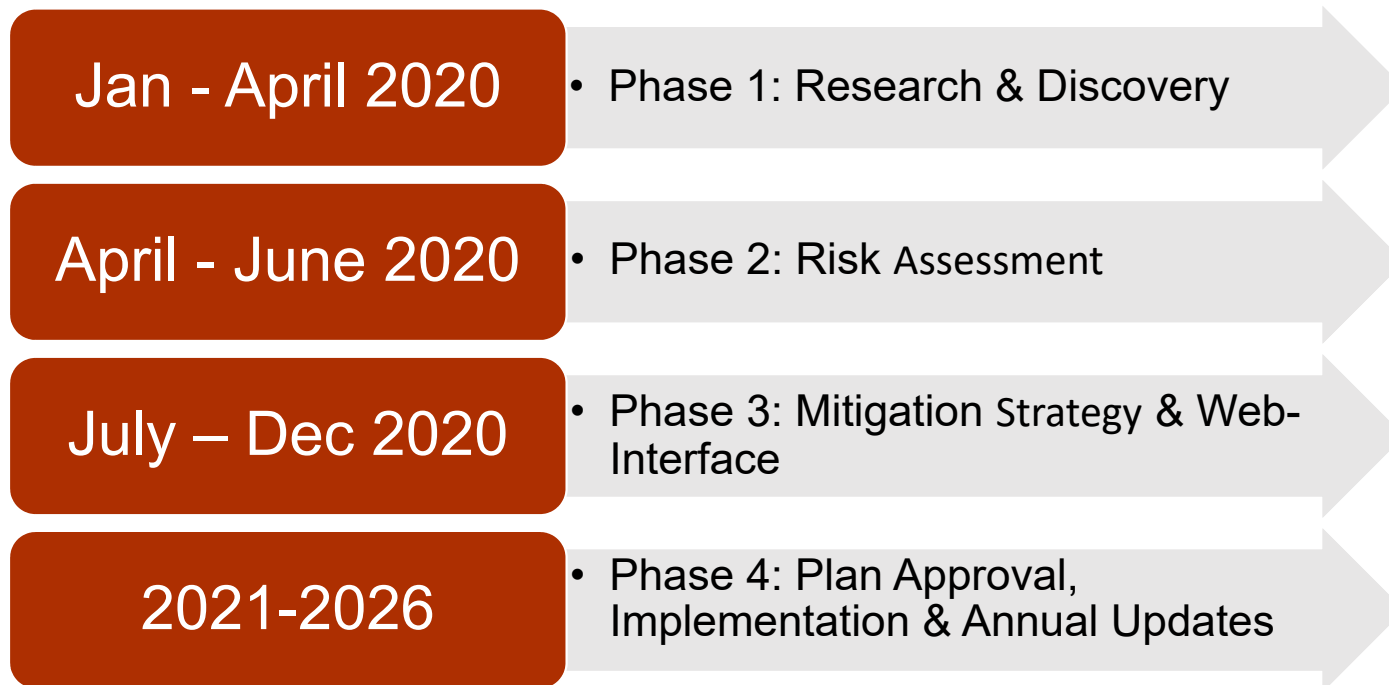 Jan - April 2020
• Phase 1: Research & Discovery
April - June 2020
• Phase 2: Risk Assessment
July – Dec 2020
• Phase 3: Mitigation Strategy & Web-
Interface
2021-2026
• Phase 4: Plan Approval,
Implementation & Annual Updates